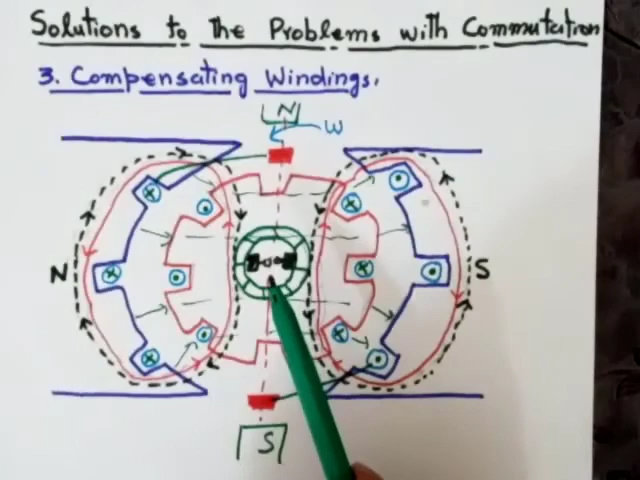 Solutions to the Problems with Commutation
3. Compensating Windings.
N
W
N
S
S